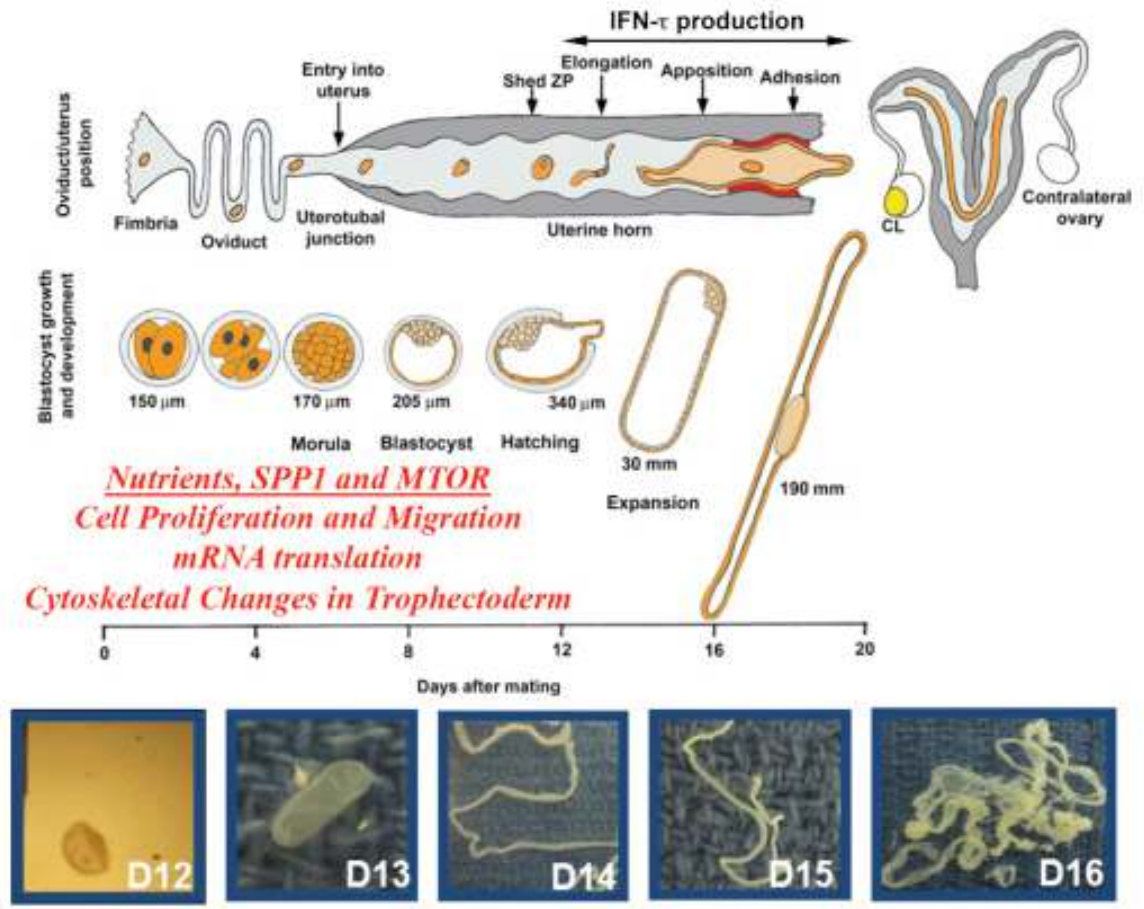 IFN-τ production
Entry into
uterus
Shed ZP
Elongation
Apposition
Adhesion
Oviduct/uterus
position
Fimbria
Oviduct
Uterotubal
junction
Uterine horn
CL
Contralateral
ovary
Blastocyst growth
and development
150 μm
170 μm
205 μm
340 μm
Morula
Blastocyst
Hatching
30 mm
Expansion
190 mm
Nutrients, SPP1 and MTOR
Cell Proliferation and Migration
mRNA translation
Cytoskeletal Changes in Trophectoderm
0 4 8 12 16 20
Days after mating
D12
D13
D14
D15
D16